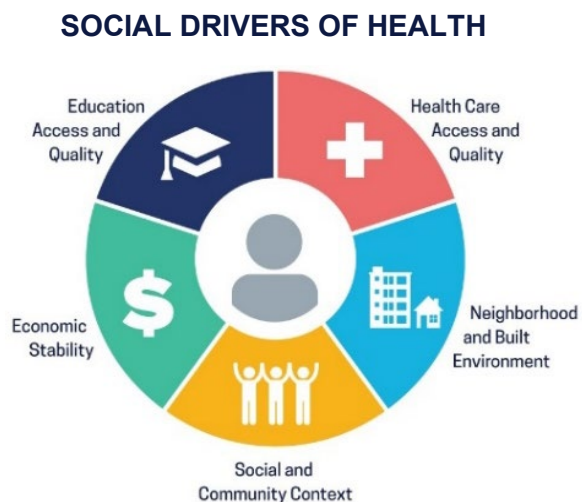 SOCIAL DRIVERS OF HEALTH
Education
Access and
Quality
Health Care
Access and
Quality
$
Economic
Stability
Neighborhood
and Built
Environment
Social and
Community Context